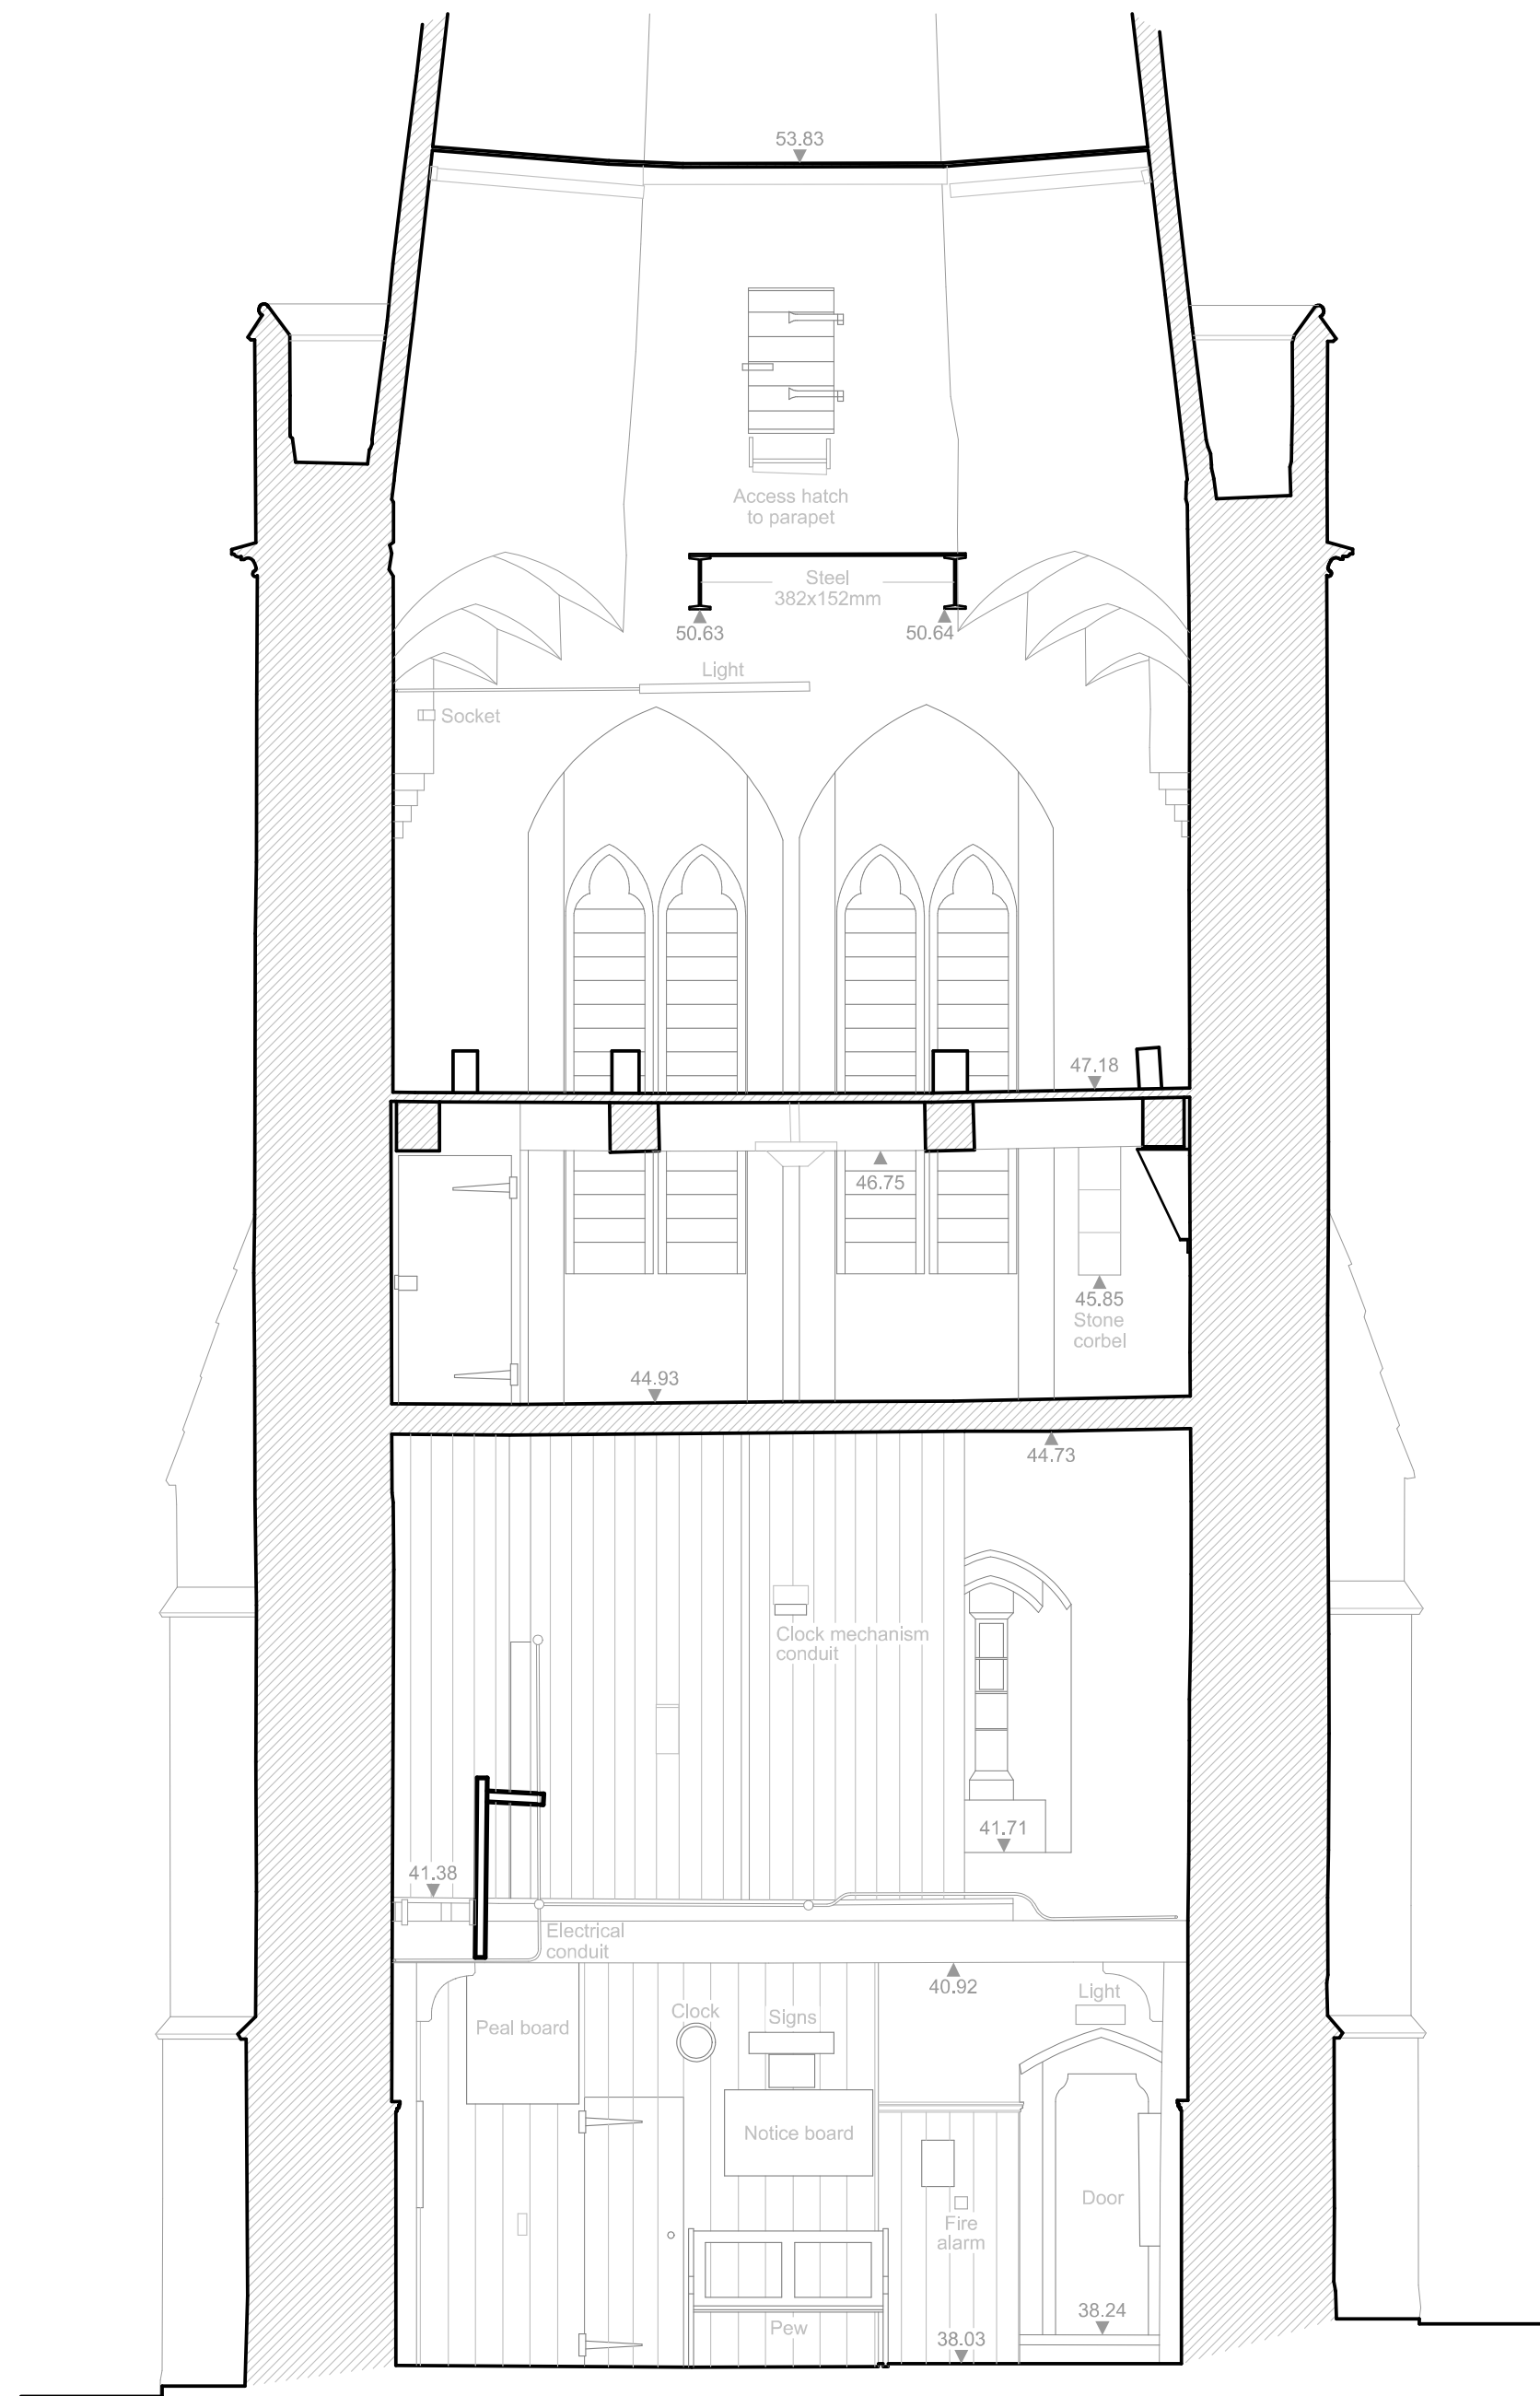 53.83
Access hatch
to parapet
Steel
382x152mm
50.63
50.64
Light
Socket
47.18
46.75
45.85
Stone
corbel
44.93
44.73
Clock mechanism
conduit
41.71
41.38
Electrical
conduit
40.92
Light
Clock
Signs
Peal board
Notice board
Door
Fire
alarm
38.24
Pew
38.03